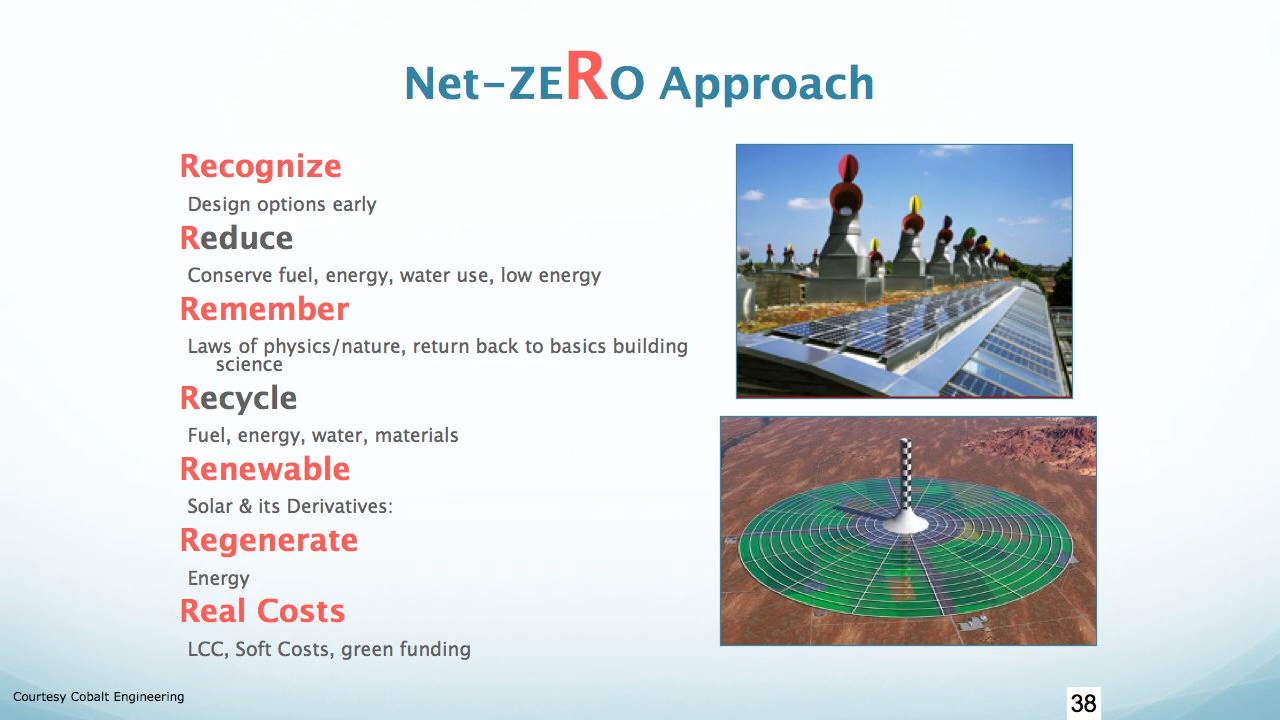 Net-ZERO Approach
Recognize
Design options early
Reduce
Conserve fuel, energy, water use, low energy
Remember
Laws of physics/nature, return back to basics building
science
Recycle
Fuel, energy, water, materials
Renewable
Solar & its Derivatives:
Regenerate
Energy
Real Costs
LCC, Soft Costs, green funding
Courtesy Cobalt Engineering
38